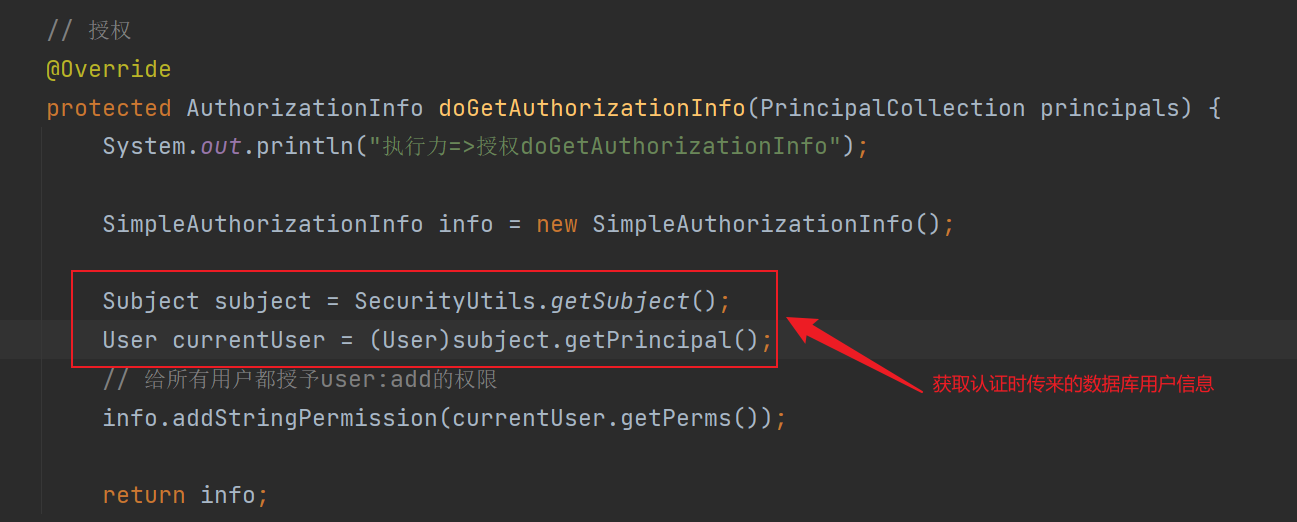 // 授权
@Override
protected AuthorizationInfo doGetAuthorizationInfo(PrincipalCollection principals) {
System.out.println("执行力=>授权doGetAuthorizationInfo");
SimpleAuthorizationInfo info = new SimpleAuthorizationInfo();
Subject subject = SecurityUtils.getSubject();
User currentUser = (User)subject.getPrincipal();
// 给所有用户都授予user:add的权限
获取认证时传来的数据库用户信息
info.addStringPermission(currentUser.getPerms());
return info;